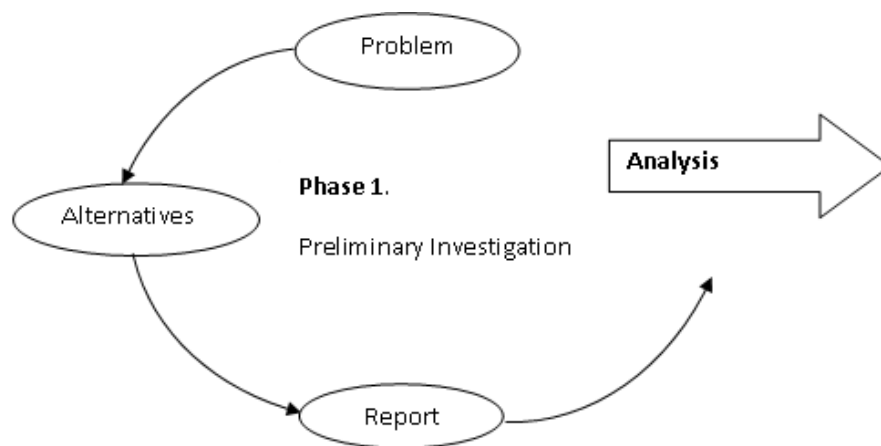 Problem
Analysis
Phase 1.
Alternatives
Preliminary Investigation
Report